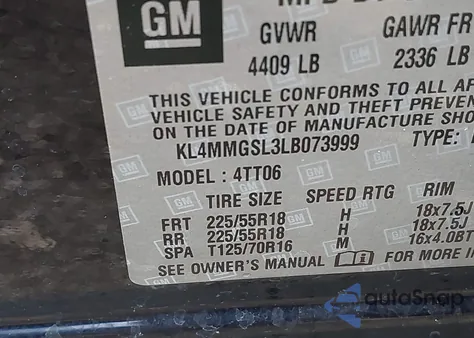 GM
GVWR GAWR FR
4409 LB 2336 LB
THIS VEHICLE CONFORMS TO ALL AF
VEHICLE SAFETY AND THEFT PREVEN
DATE OF MANUFACTURE SHO
KL4MMGSL3LB073999 TYPE:
MODEL : 4TT06
TIRE SIZE SPEED RTG RIM
FRT 225/55R18 H 18x7.5J
RR 225/55R18 H 18x7.5J
SPA T125/70R16 M 16x4.0BT
SEE OWNER'S MANUAL FOR MORE IN
autoSnap